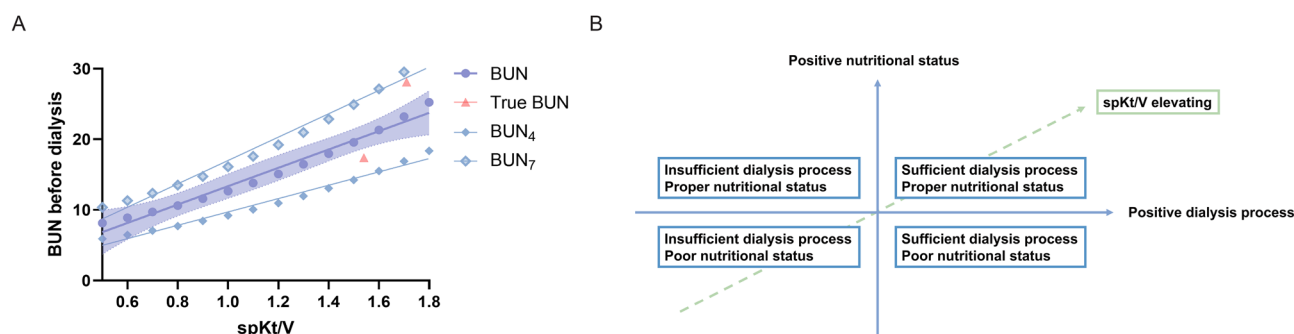 A
BUN before dialysis
30
20
10
0
0.6 0.8 1.0 1.2 1.4 1.6 1.8
spKt/V
BUN
True BUN
BUN₄
BUN₇
B
Positive nutritional status
spKt/V elevating
Insufficient dialysis process
Proper nutritional status
Sufficient dialysis process
Proper nutritional status
Positive dialysis process
Insufficient dialysis process
Poor nutritional status
Sufficient dialysis process
Poor nutritional status